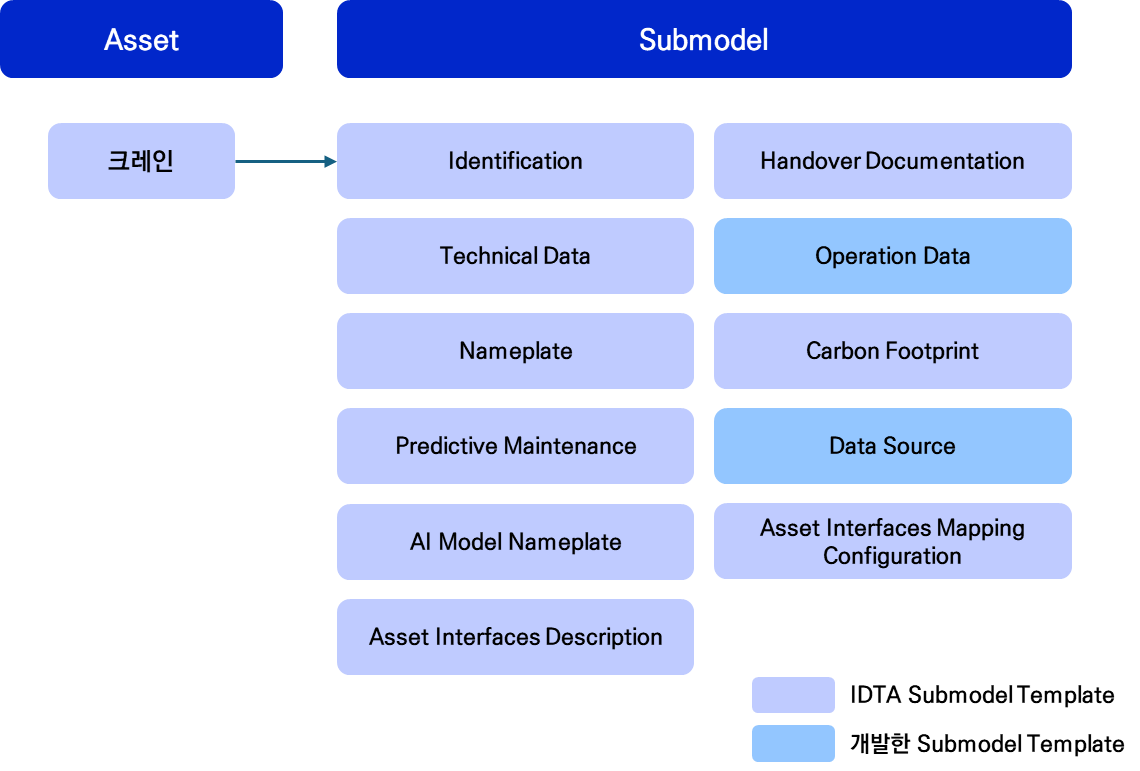 Asset
Submodel
크레인
Identification
Handover Documentation
Technical Data
Operation Data
Nameplate
Carbon Footprint
Predictive Maintenance
Data Source
AI Model Nameplate
Asset Interfaces Mapping
Configuration
Asset Interfaces Description
IDTA Submodel Template
개발한 Submodel Template